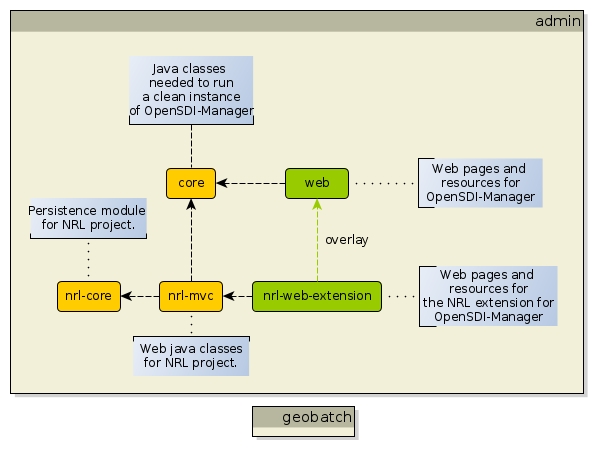 admin
Java classes
needed to run
a clean instance
of OpenSDI-Manager
core
web
Web pages and
resources for
OpenSDI-Manager
Persistence module
for NRL project.
overlay
nrl-core
nrl-mvc
nrl-web-extension
Web pages and
resources for
the NRL extension for
OpenSDI-Manager
Web java classes
for NRL project.
geobatch